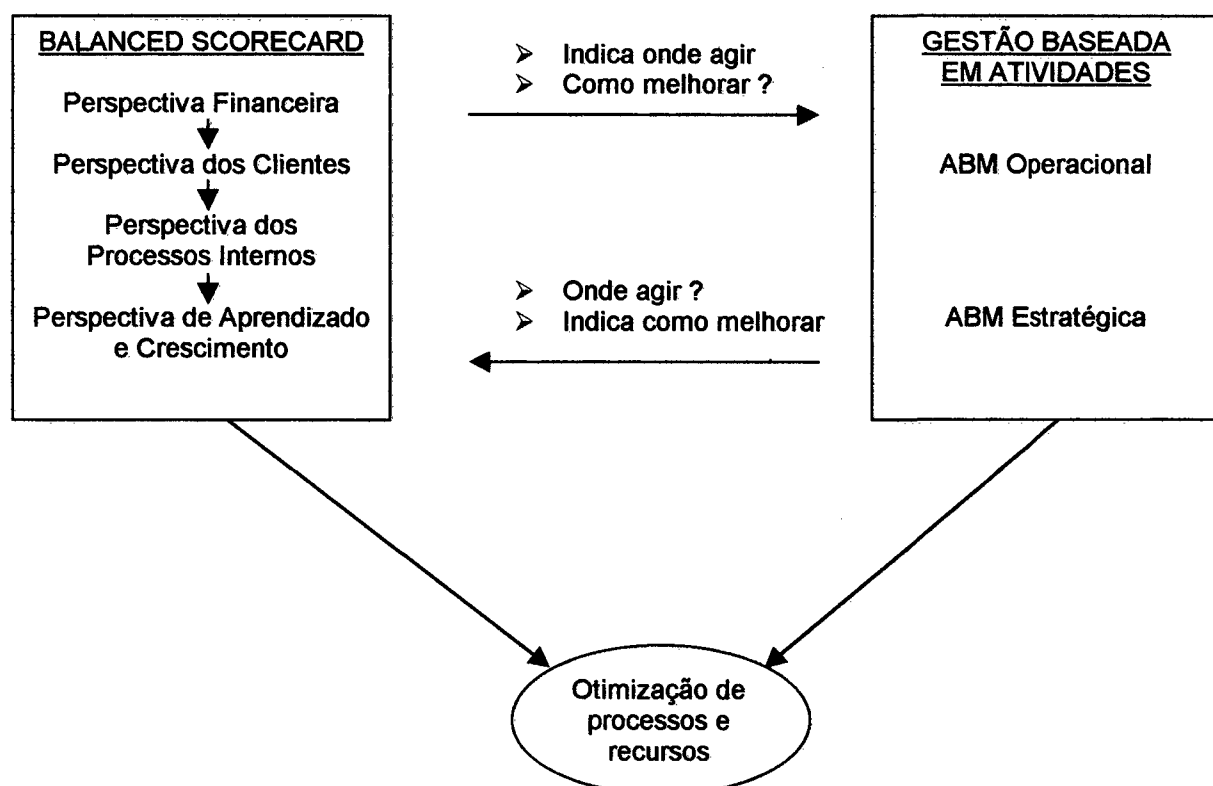 BALANCED SCORECARD
Perspectiva Financeira
Perspectiva dos Clientes
Perspectiva dos
Processos Internos
Perspectiva de Aprendizado
e Crescimento
➢ Indica onde agir
➢ Como melhorar ?
➢ Onde agir ?
➢ Indica como melhorar
GESTÃO BASEADA
EM ATIVIDADES
ABM Operacional
ABM Estratégica
Otimização de
processos e
recursos